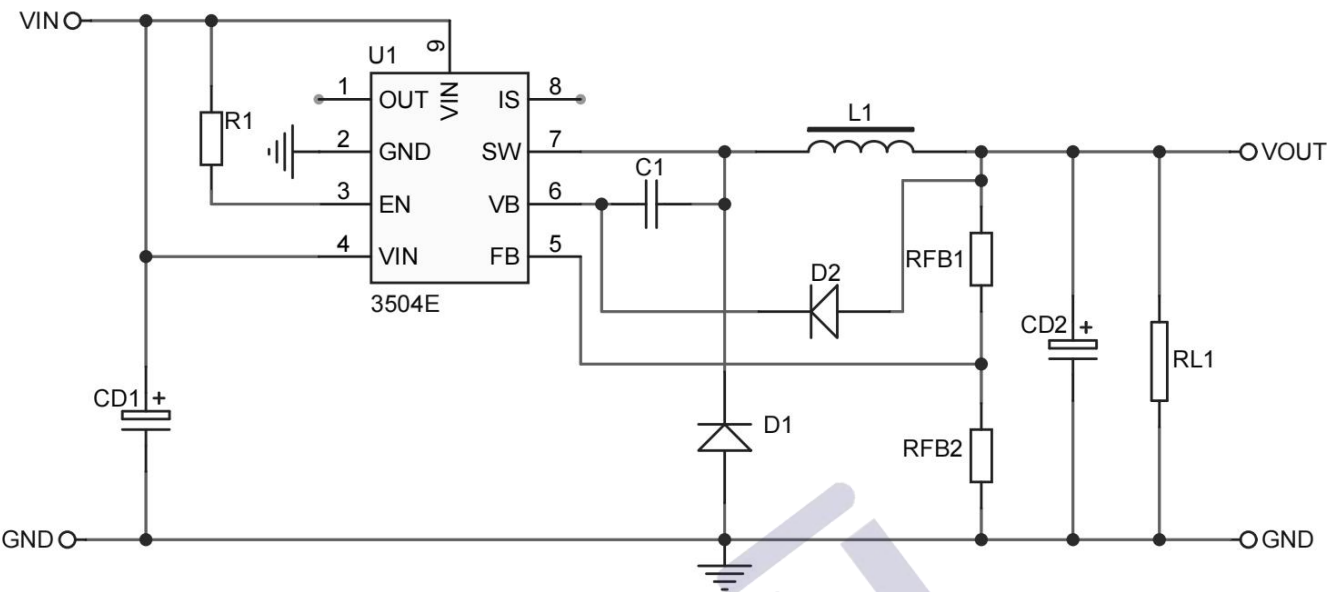 VIN
U1
9
1
OUT
VIN
IS
8
R1
2
GND
SW
7
L1
VOUT
C1
3
EN
VB
6
4
VIN
FB
5
RFB1
D2
3504E
CD2 +
RL1
CD1 +
D1
RFB2
GND
GND